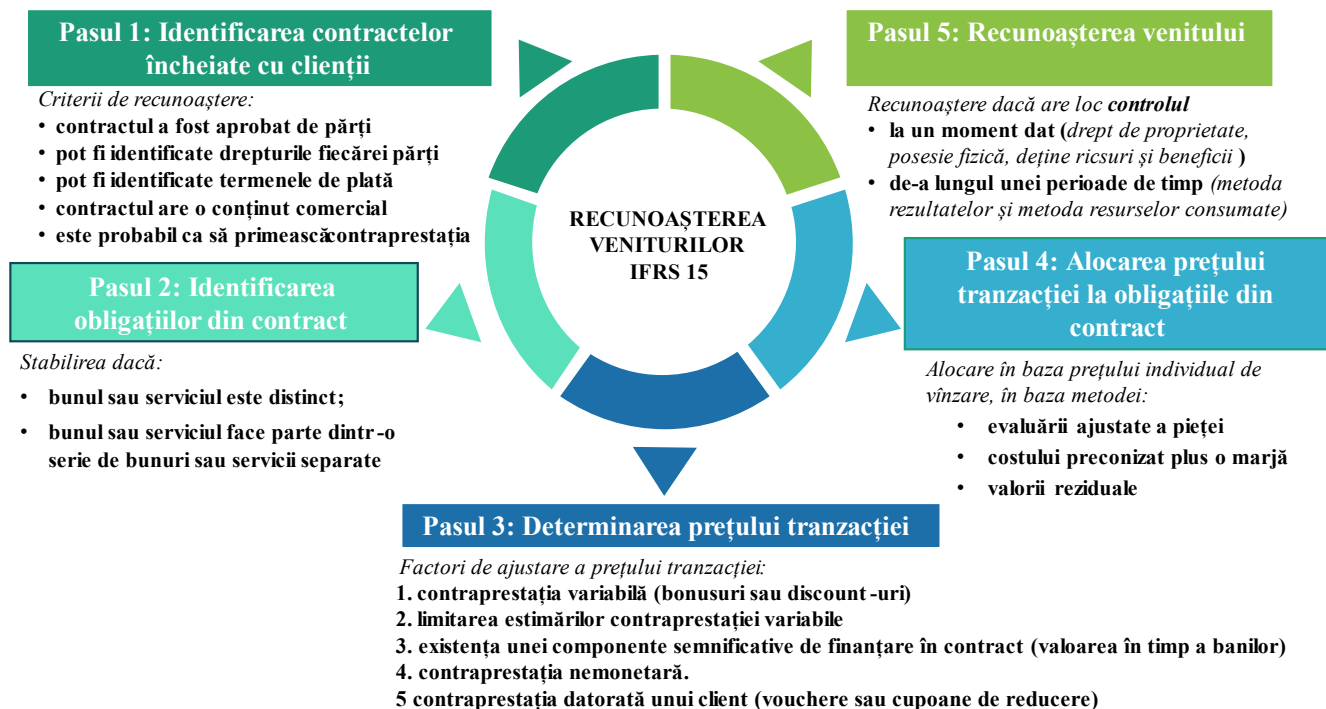 Pasul 1: Identificarea contractelor
încheiate cu clienții
Criterii de recunoaștere:
• contractul a fost aprobat de părți
• pot fi identificate drepturile fiecărei părți
• pot fi identificate termenele de plată
• contractul are o conținut comercial
• este probabil ca să primeascăcontraprestația
Pasul 2: Identificarea
obligațiilor din contract
Stabilirea dacă:
• bunul sau serviciul este distinct;
• bunul sau serviciul face parte dintr-o
serie de bunuri sau servicii separate
RECUNOAȘTEREA
VENITURILOR
IFRS 15
Pasul 3: Determinarea prețului tranzacției
Factori de ajustare a prețului tranzacției:
1. contraprestația variabilă (bonusuri sau discount-uri)
2. limitarea estimărilor contraprestației variabile
3. existența unei componente semnificative de finanțare în contract (valoarea în timp a banilor)
4. contraprestația nemonetară.
5 contraprestația datorată unui client (vouchere sau cupoane de reducere)
Pasul 4: Alocarea prețului
tranzacției la obligațiile din
contract
Alocare în baza prețului individual de
vînzare, în baza metodei:
• evaluării ajustate a pieței
• costului preconizat plus o marjă
• valorii reziduale
Pasul 5: Recunoașterea venitului
Recunoaștere dacă are loc controlul
• la un moment dat (drept de proprietate,
posesie fizică, deține ricsuri și beneficii )
• de-a lungul unei perioade de timp (metoda
rezultatelor și metoda resurselor consumate)